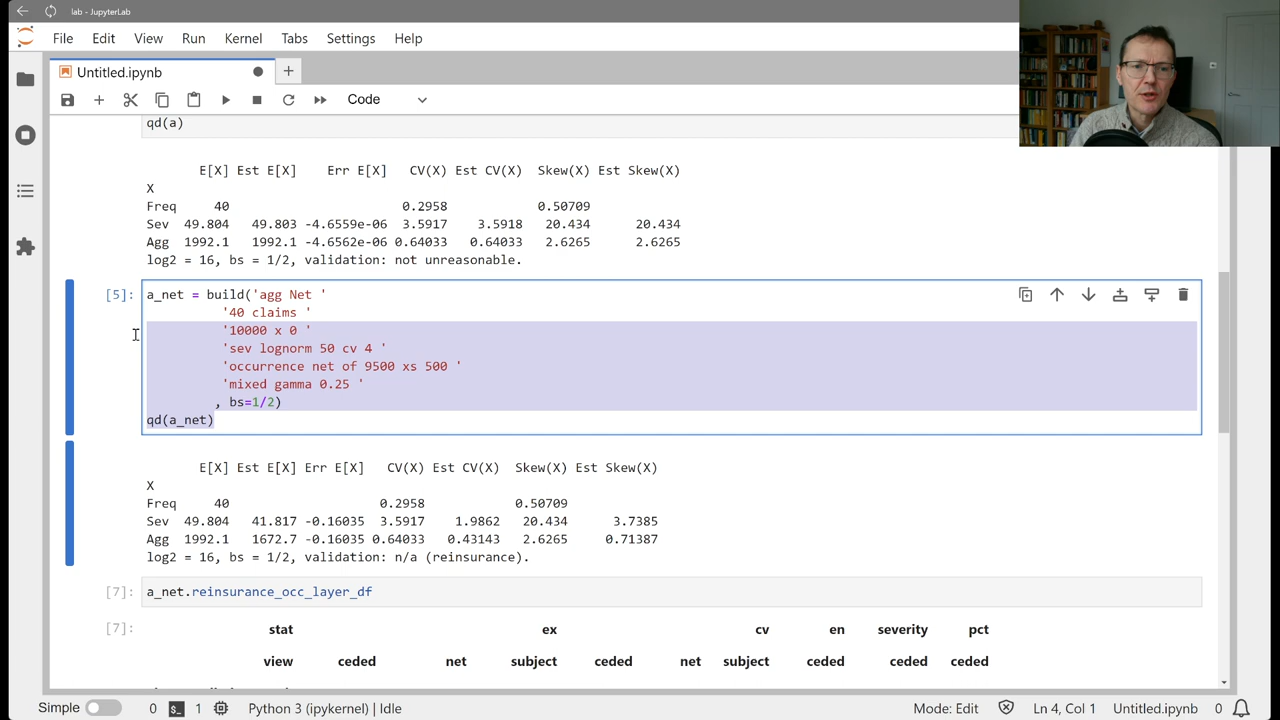 lab - JupyterLab
File Edit View Run Kernel Tabs Settings Help
Untitled.ipynb
Code
qd(a)
E[X] Est E[X] Err E[X] CV(X) Est CV(X) Skew(X) Est Skew(X)
X
Freq 40 0.2958 0.50709
Sev 49.804 49.803 -4.6559e-06 3.5917 3.5918 20.434 20.434
Agg 1992.1 1992.1 -4.6562e-06 0.64033 0.64033 2.6265 2.6265
log2 = 16, bs = 1/2, validation: not unreasonable.
[5]: a_net = build('agg Net '
'40 claims '
'10000 x 0 '
'sev lognorm 50 cv 4 '
'occurrence net of 9500 xs 500 '
'mixed gamma 0.25 '
, bs=1/2)
qd(a_net)
E[X] Est E[X] Err E[X] CV(X) Est CV(X) Skew(X) Est Skew(X)
X
Freq 40 0.2958 0.50709
Sev 49.804 41.817 -0.16035 3.5917 1.9862 20.434 3.7385
Agg 1992.1 1672.7 -0.16035 0.64033 0.43143 2.6265 0.71387
log2 = 16, bs = 1/2, validation: n/a (reinsurance).
[7]: a_net.reinsurance_occ_layer_df
[7]: stat ex cv en severity pct
view ceded net subject ceded net subject ceded ceded ceded
Simple 0 1 Python 3 (ipykernel) | Idle Mode: Edit Ln 4, Col 1 Untitled.ipynb 0